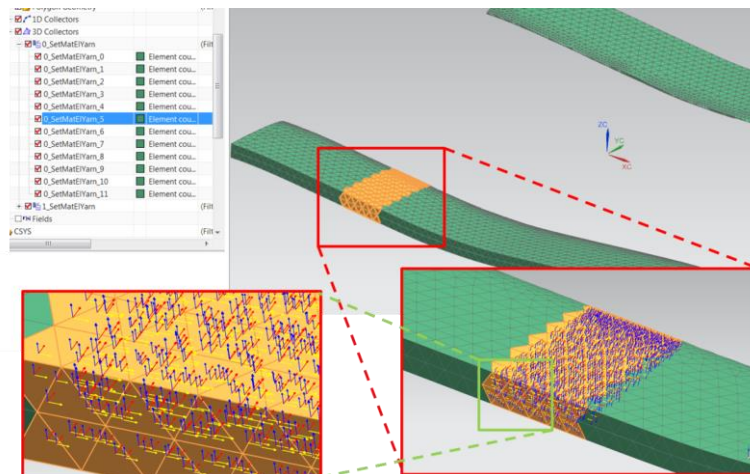 Polygon Geometry
1D Collectors
3D Collectors
0_SetMatElYarn (Filt
0_SetMatElYarn_0 Element cou...
0_SetMatElYarn_1 Element cou...
0_SetMatElYarn_2 Element cou...
0_SetMatElYarn_3 Element cou...
0_SetMatElYarn_4 Element cou...
0_SetMatElYarn_5 Element cou...
0_SetMatElYarn_6 Element cou...
0_SetMatElYarn_7 Element cou...
0_SetMatElYarn_8 Element cou...
0_SetMatElYarn_9 Element cou...
0_SetMatElYarn_10 Element cou...
0_SetMatElYarn_11 Element cou...
1_SetMatElYarn (Filt
Fields
CSYS (Filt
ZC
YC
XC